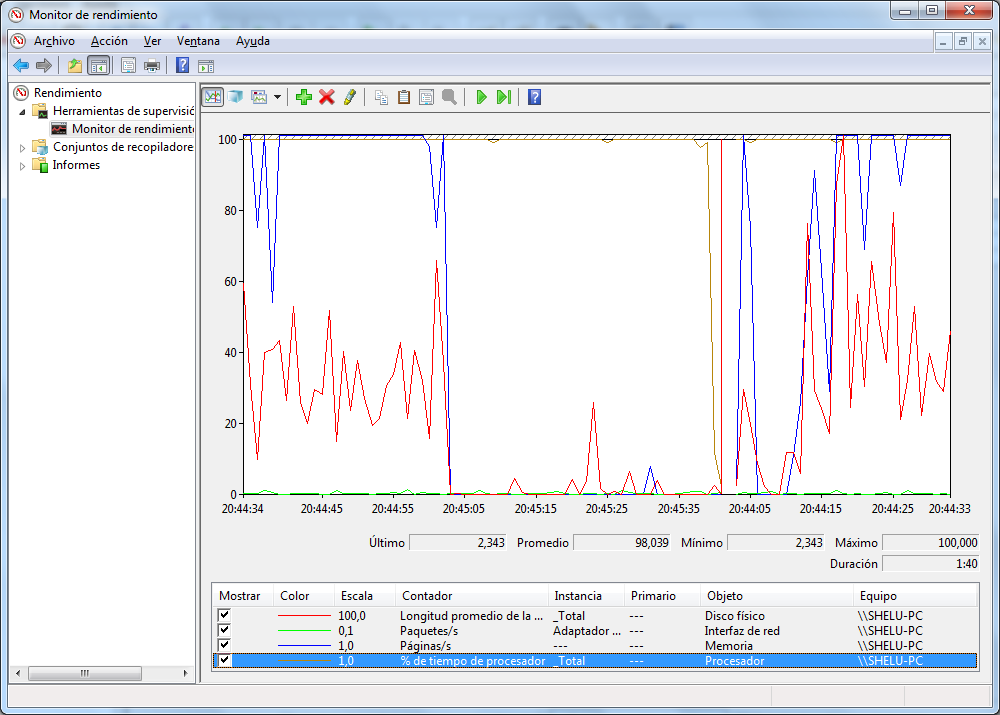 Monitor de rendimiento
Archivo Acción Ver Ventana Ayuda
Rendimiento
Herramientas de supervisió
Monitor de rendimient
Conjuntos de recopiladore
Informes
100
80
60
40
20
0
20:44:34 20:44:45 20:44:55 20:45:05 20:45:15 20:45:25 20:45:35 20:44:05 20:44:15 20:44:25 20:44:33
Último 2,343 Promedio 98,039 Mínimo 2,343 Máximo 100,000
Duración 1:40
Mostrar Color Escala Contador Instancia Primario Objeto Equipo
100,0 Longitud promedio de la ... _Total --- Disco físico \\SHELU-PC
0,1 Paquetes/s Adaptador ... --- Interfaz de red \\SHELU-PC
1,0 Páginas/s --- --- Memoria \\SHELU-PC
1,0 % de tiempo de procesador _Total --- Procesador \\SHELU-PC